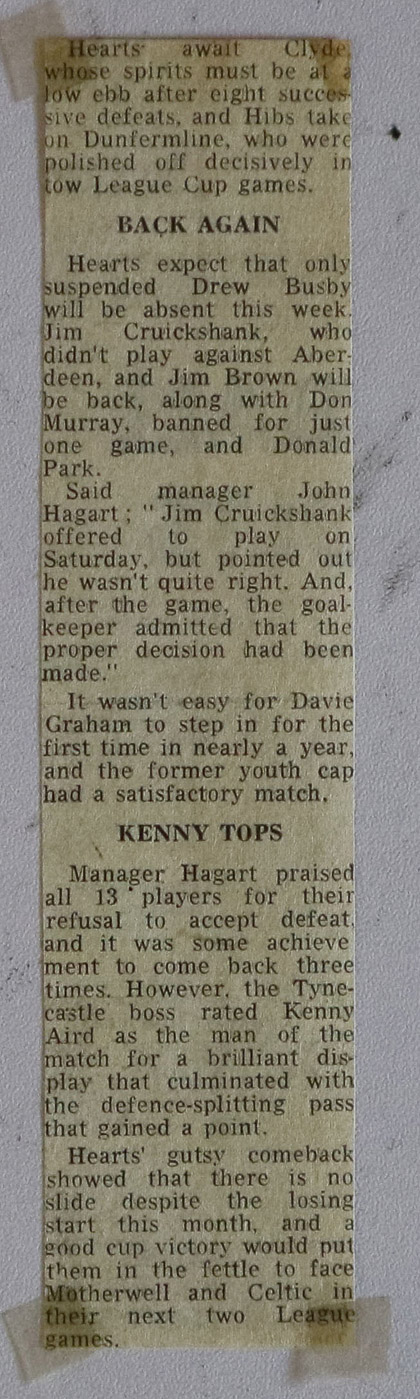 Hearts await Clyde,
whose spirits must be at a
low ebb after eight succes-
sive defeats, and Hibs take
on Dunfermline, who were
polished off decisively in
tow League Cup games.
BACK AGAIN
Hearts expect that only
suspended Drew Busby
will be absent this week.
Jim Cruickshank, who
didn't play against Aber-
deen, and Jim Brown will
be back, along with Don
Murray, banned for just
one game, and Donald
Park.
Said manager John
Hagart ; "Jim Cruickshank
offered to play on
Saturday, but pointed out
he wasn't quite right. And,
after the game, the goal-
keeper admitted that the
proper decision had been
made."
It wasn't easy for Davie
Graham to step in for the
first time in nearly a year,
and the former youth cap
had a satisfactory match.
KENNY TOPS
Manager Hagart praised
all 13 players for their
refusal to accept defeat,
and it was some achieve
ment to come back three
times. However, the Tyne-
castle boss rated Kenny
Aird as the man of the
match for a brilliant dis-
play that culminated with
the defence-splitting pass
that gained a point.
Hearts' gutsy comeback
showed that there is no
slide despite the losing
start this month, and a
good cup victory would put
them in the fettle to face
Motherwell and Celtic in
their next two League
games.